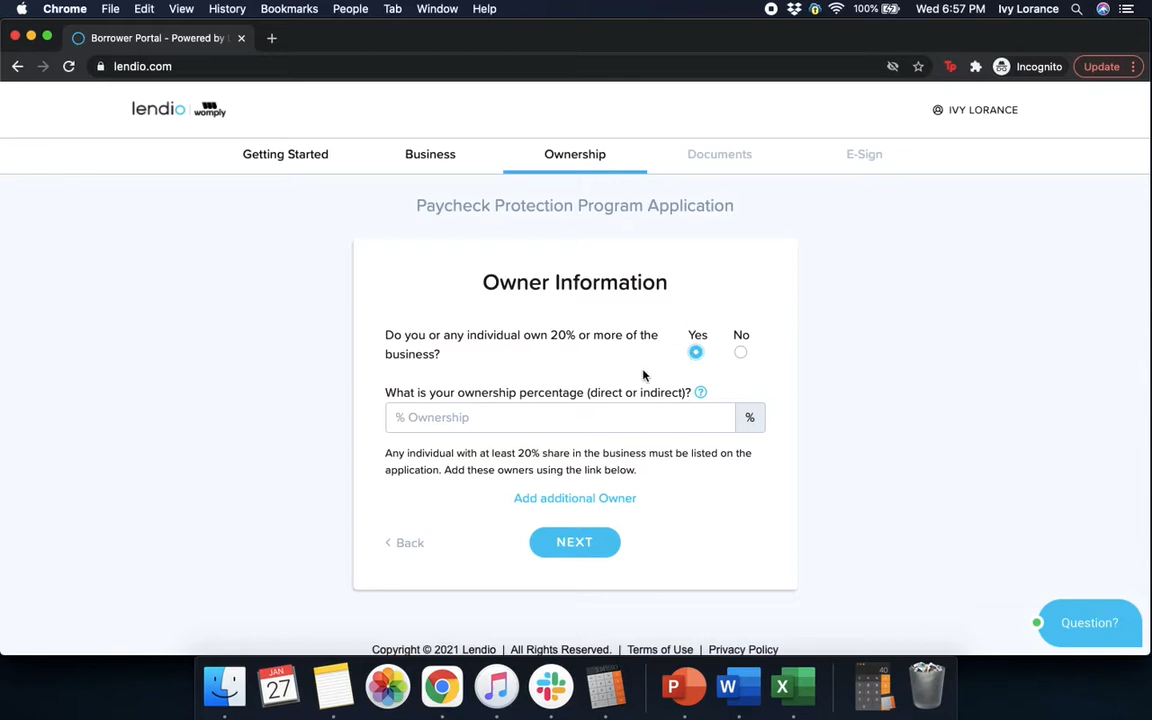 Chrome File Edit View History Bookmarks People Tab Window Help 100% Wed 6:57 PM Ivy Lorance
Borrower Portal - Powered by
lendio.com Incognito Update
lendio womply IVY LORANCE
Getting Started Business Ownership Documents E-Sign
Paycheck Protection Program Application
Owner Information
Do you or any individual own 20% or more of the Yes No
business?
What is your ownership percentage (direct or indirect)? ?
% Ownership %
Any individual with at least 20% share in the business must be listed on the
application. Add these owners using the link below.
Add additional Owner
< Back NEXT
Question?
Copyright © 2021 Lendio | All Rights Reserved. | Terms of Use | Privacy Policy
JAN
27
P W X 40